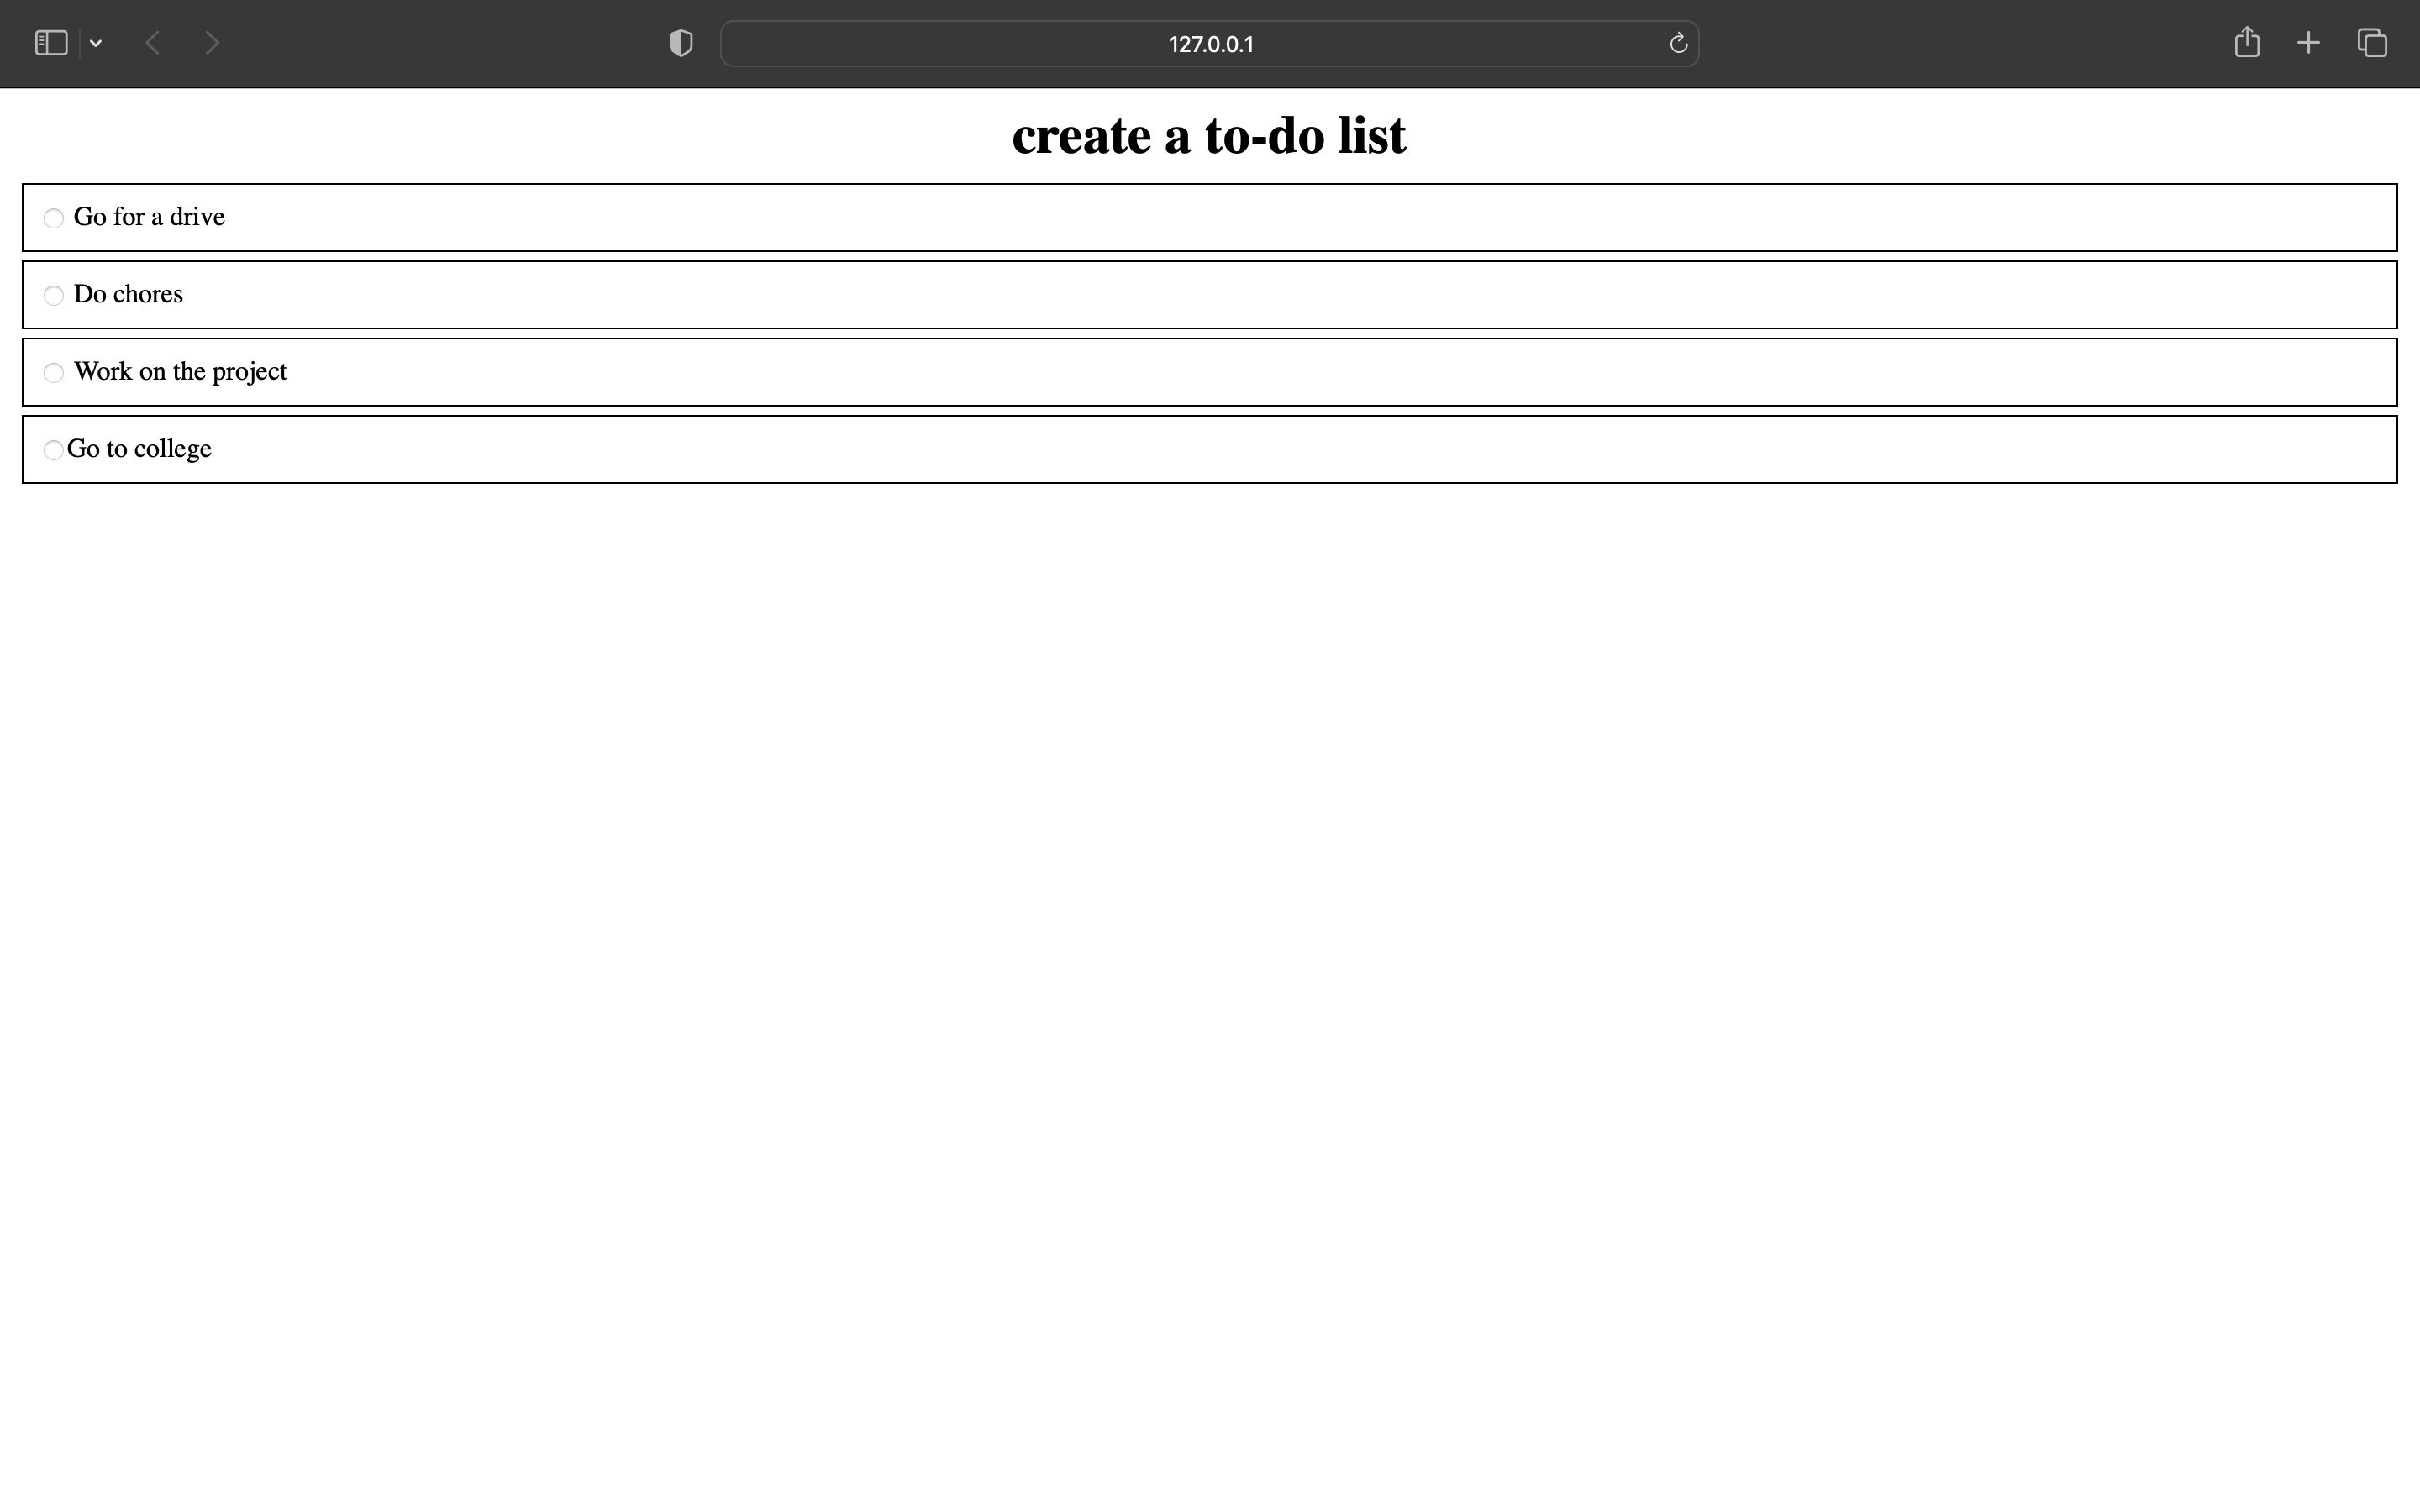 127.0.0.1
create a to-do list
Go for a drive
Do chores
Work on the project
Go to college